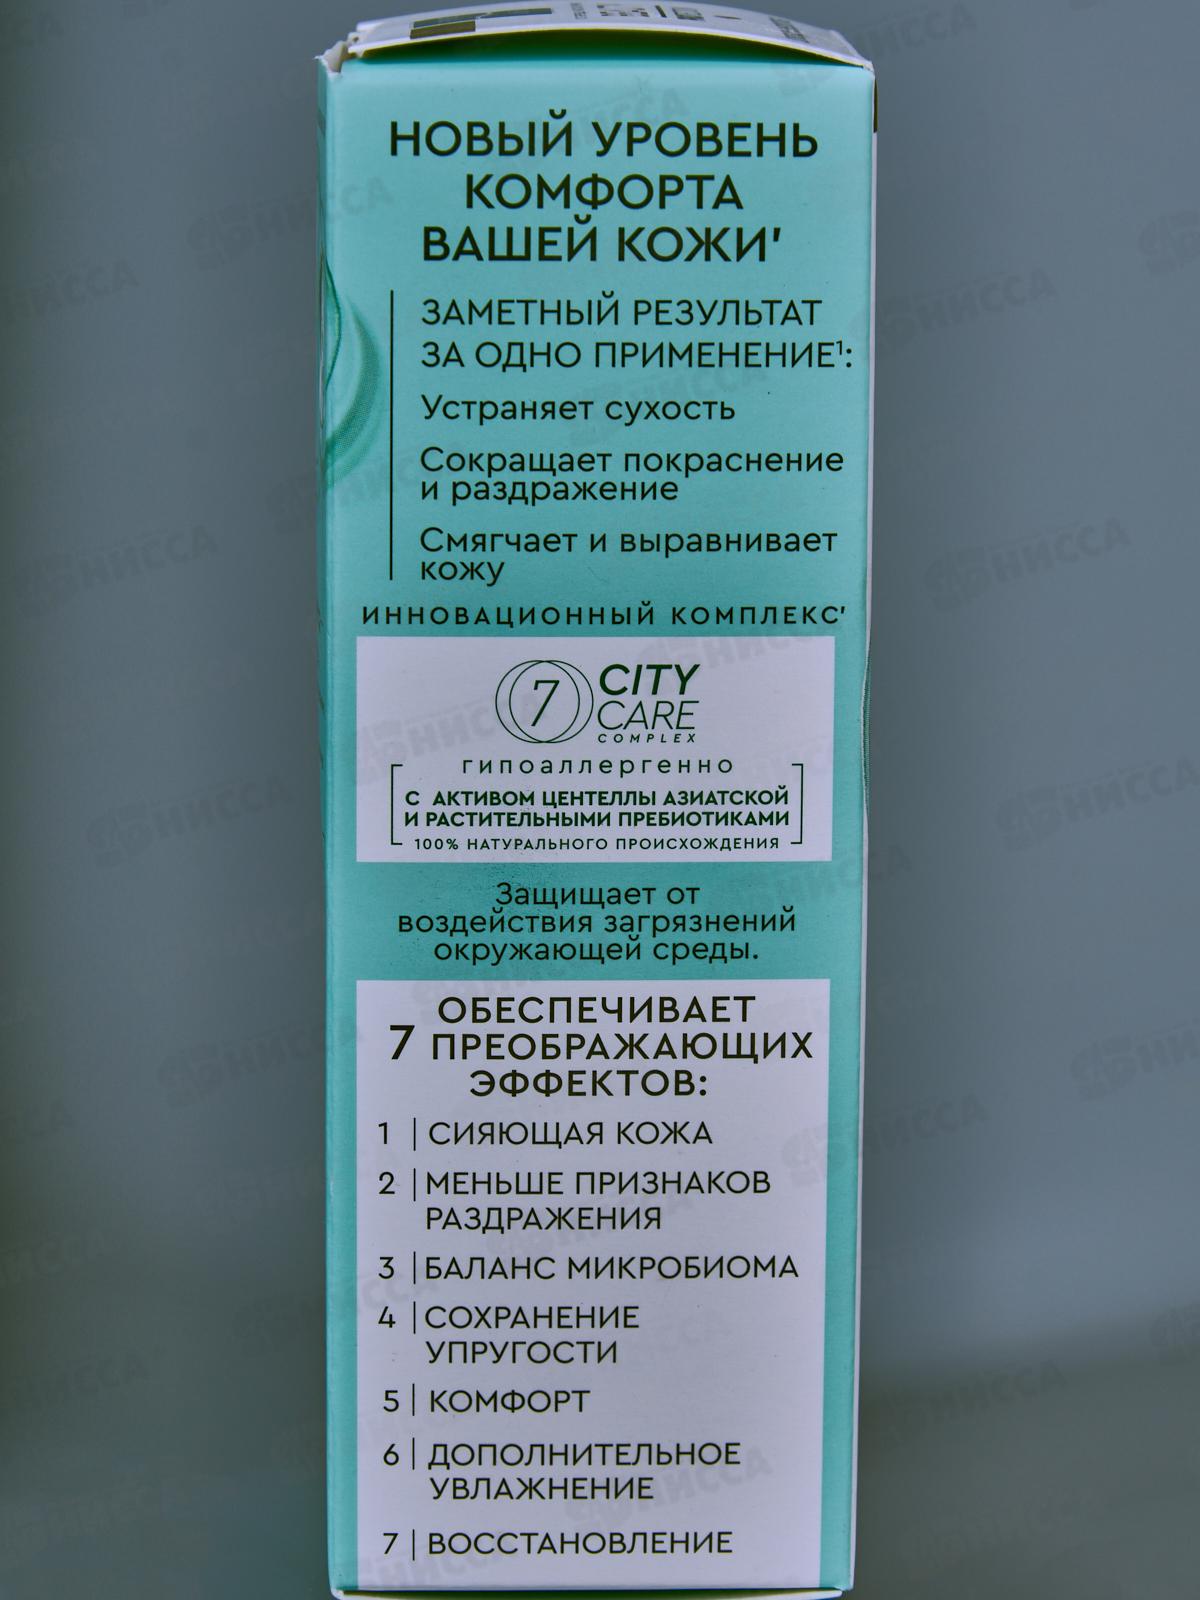 НОВЫЙ УРОВЕНЬ
КОМФОРТА
ВАШЕЙ КОЖИ'
ЗАМЕТНЫЙ РЕЗУЛЬТАТ
ЗА ОДНО ПРИМЕНЕНИЕ¹:
Устраняет сухость
Сокращает покраснение
и раздражение
Смягчает и выравнивает
кожу
ИННОВАЦИОННЫЙ КОМПЛЕКС'
7 CITY
CARE
COMPLEX
гипоаллергенно
С АКТИВОМ ЦЕНТЕЛЛЫ АЗИАТСКОЙ
И РАСТИТЕЛЬНЫМИ ПРЕБИОТИКАМИ
100% НАТУРАЛЬНОГО ПРОИСХОЖДЕНИЯ
Защищает от
воздействия загрязнений
окружающей среды.
ОБЕСПЕЧИВАЕТ
7 ПРЕОБРАЖАЮЩИХ
ЭФФЕКТОВ:
1 | СИЯЮЩАЯ КОЖА
2 | МЕНЬШЕ ПРИЗНАКОВ
РАЗДРАЖЕНИЯ
3 | БАЛАНС МИКРОБИОМА
4 | СОХРАНЕНИЕ
УПРУГОСТИ
5 | КОМФОРТ
6 | ДОПОЛНИТЕЛЬНОЕ
УВЛАЖНЕНИЕ
7 | ВОССТАНОВЛЕНИЕ